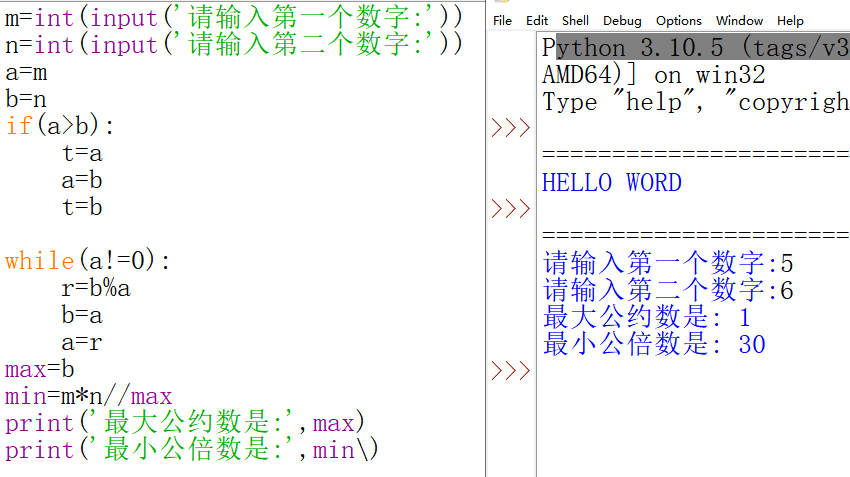 m=int(input('请输入第一个数字:'))
n=int(input('请输入第二个数字:'))
a=m
b=n
if(a>b):
    t=a
    a=b
    t=b
while(a!=0):
    r=b%a
    b=a
    a=r
max=b
min=m*n//max
print('最大公约数是:',max)
print('最小公倍数是:',min\)
File Edit Shell Debug Options Window Help
Python 3.10.5 (tags/v3
AMD64)] on win32
Type "help", "copyrigh
>>>
======================
HELLO WORD
>>>
======================
请输入第一个数字:5
请输入第二个数字:6
最大公约数是: 1
最小公倍数是: 30
>>>